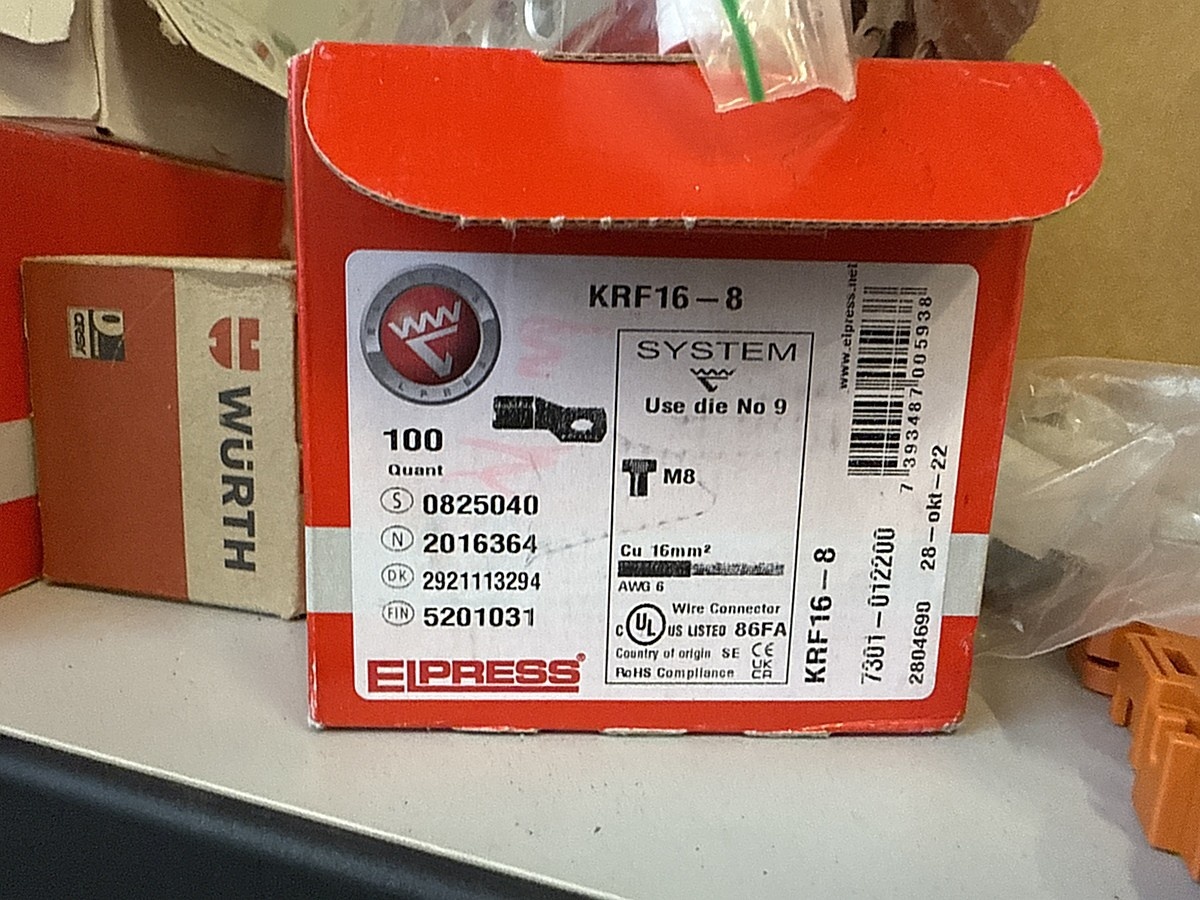 KRF16-8
SYSTEM
Use die No 9
100
Quant
M8
S 0825040
N 2016364
DK 2921113294
FIN 5201031
Cu 16mm²
AWG 6
Wire Connector
C UL US LISTED 86FA
Country of origin SE CE
RoHS Compliance UK CA
ELPRESS®
www.elpress.net
7 393487 005938
KRF16-8
7301-012200
2804690 28-okt-22
WÜRTH